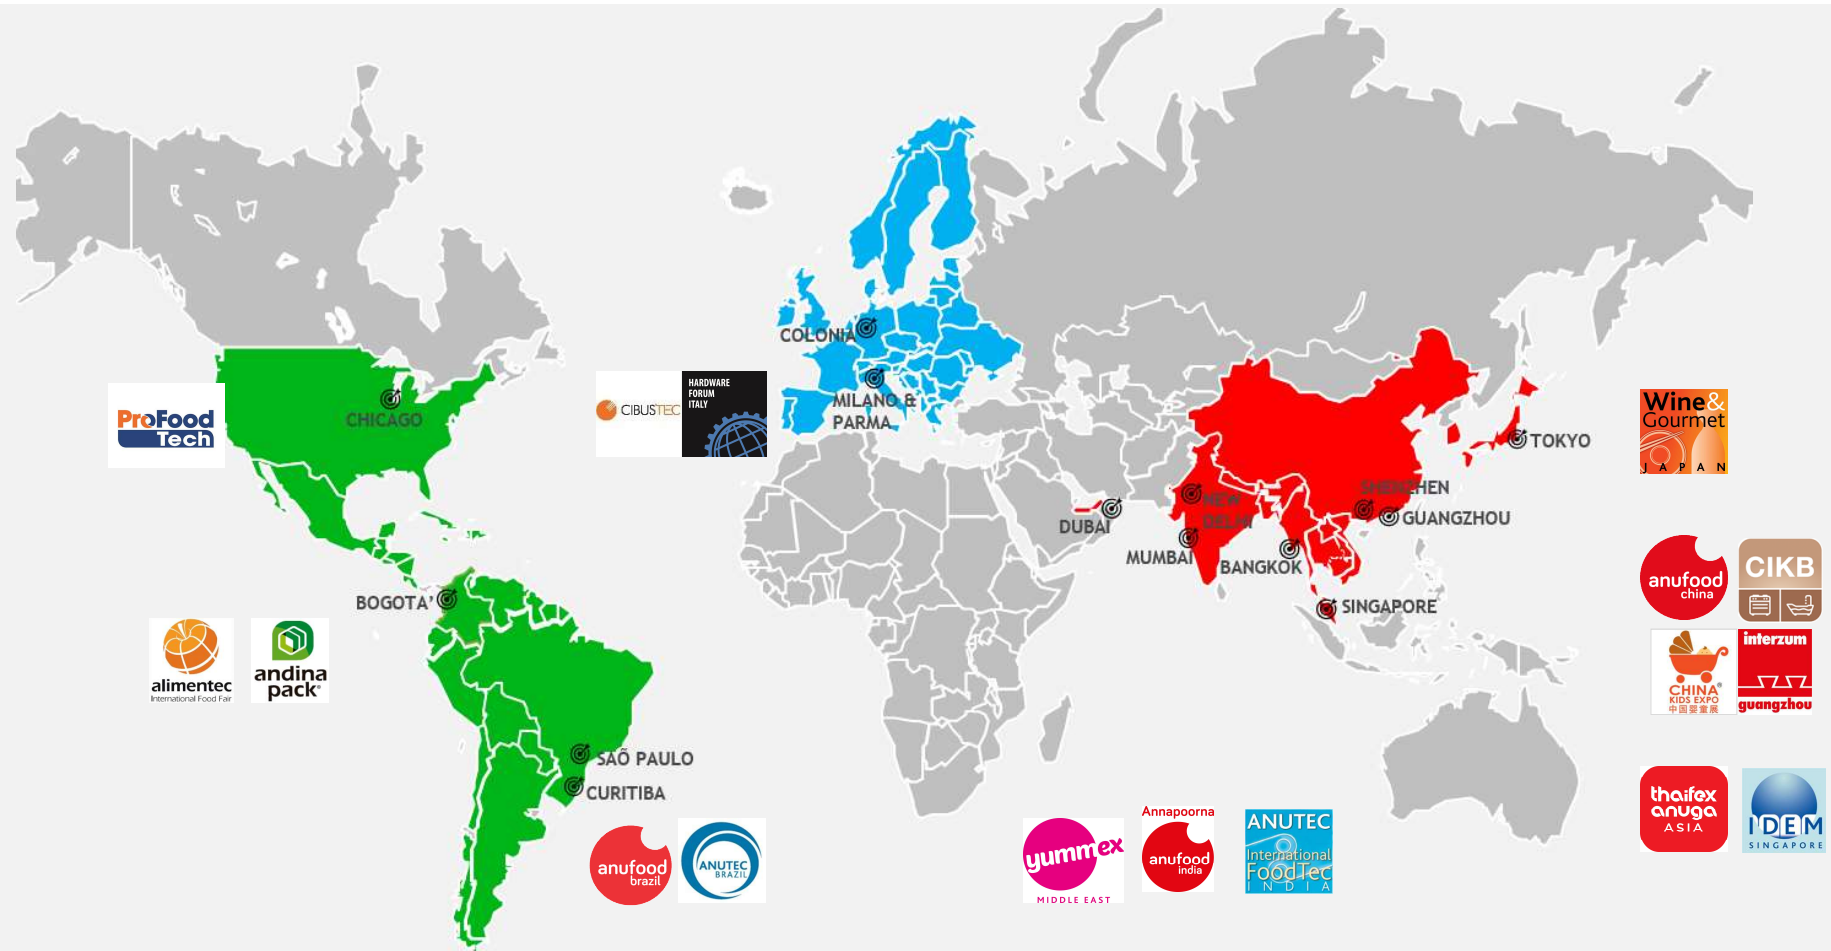 COLONIA
MILANO &
PARMA
CHICAGO
ProFood
Tech
CIBUSTEC
HARDWARE
FORUM
ITALY
Wine&
Gourmet
JAPAN
TOKYO
SHENZHEN
GUANGZHOU
NEW
DELHI
DUBAI
MUMBAI
BANGKOK
SINGAPORE
BOGOTA’
anufood
china
CIKB
alimentec
International Food Fair
andina
pack®
CHINA®
KIDS EXPO
中国婴童展
interzum
guangzhou
SAÕ PAULO
CURITIBA
anufood
brazil
ANUTEC
BRAZIL
yummex
MIDDLE EAST
Annapoorna
anufood
india
ANUTEC
International
FoodTec
INDIA
thaifex
anuga
ASIA
IDEM
SINGAPORE